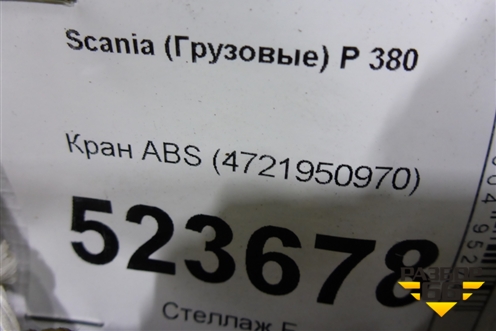 Scania (Грузовые) P 380
Кран ABS (4721950970)
523678
Стеллаж